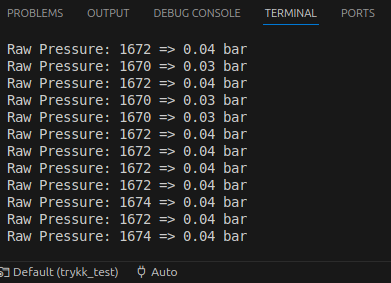 PROBLEMS OUTPUT DEBUG CONSOLE TERMINAL PORTS
Raw Pressure: 1672 => 0.04 bar
Raw Pressure: 1670 => 0.03 bar
Raw Pressure: 1672 => 0.04 bar
Raw Pressure: 1670 => 0.03 bar
Raw Pressure: 1670 => 0.03 bar
Raw Pressure: 1672 => 0.04 bar
Raw Pressure: 1672 => 0.04 bar
Raw Pressure: 1672 => 0.04 bar
Raw Pressure: 1672 => 0.04 bar
Raw Pressure: 1674 => 0.04 bar
Raw Pressure: 1672 => 0.04 bar
Raw Pressure: 1674 => 0.04 bar
Default (trykk_test) Auto